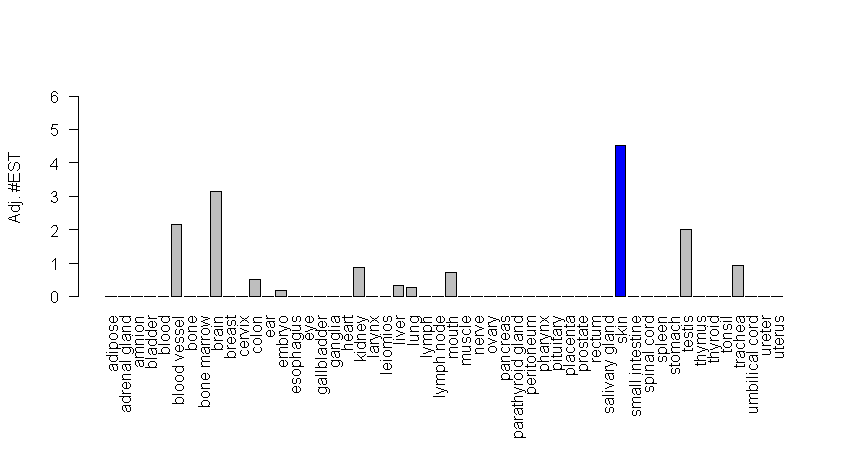 6
5
4
3
2
1
0
Adj. #EST
adipose
adrenal gland
amnion
bladder
blood
blood vessel
bone
bone marrow
brain
breast
cervix
colon
ear
embryo
esophagus
eye
gallbladder
ganglia
heart
kidney
larynx
leiomios
liver
lung
lymph
lymph node
mouth
muscle
nerve
ovary
pancreas
parathyroid gland
peritoneum
pharynx
pituitary
placenta
prostate
rectum
salivary gland
skin
small intestine
spinal cord
spleen
stomach
testis
thymus
thyroid
tonsil
trachea
umbilical cord
ureter
uterus